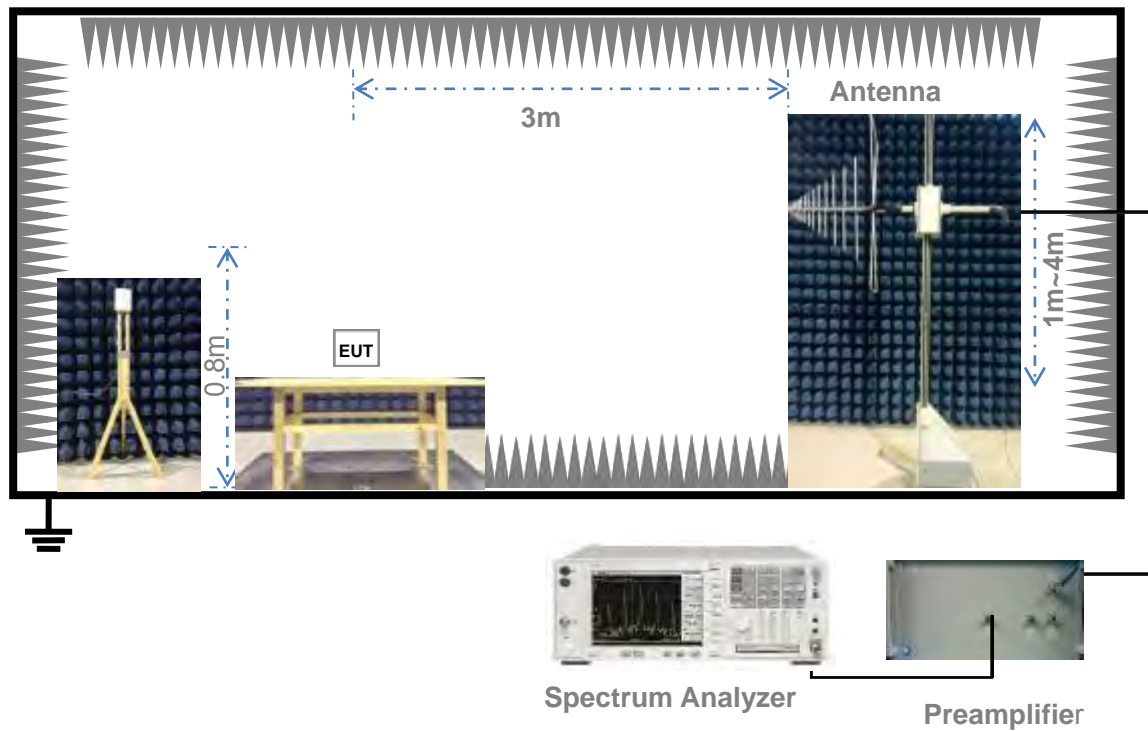 Antenna
3m
1m~4m
0.8m
EUT
Spectrum Analyzer
Preamplifier